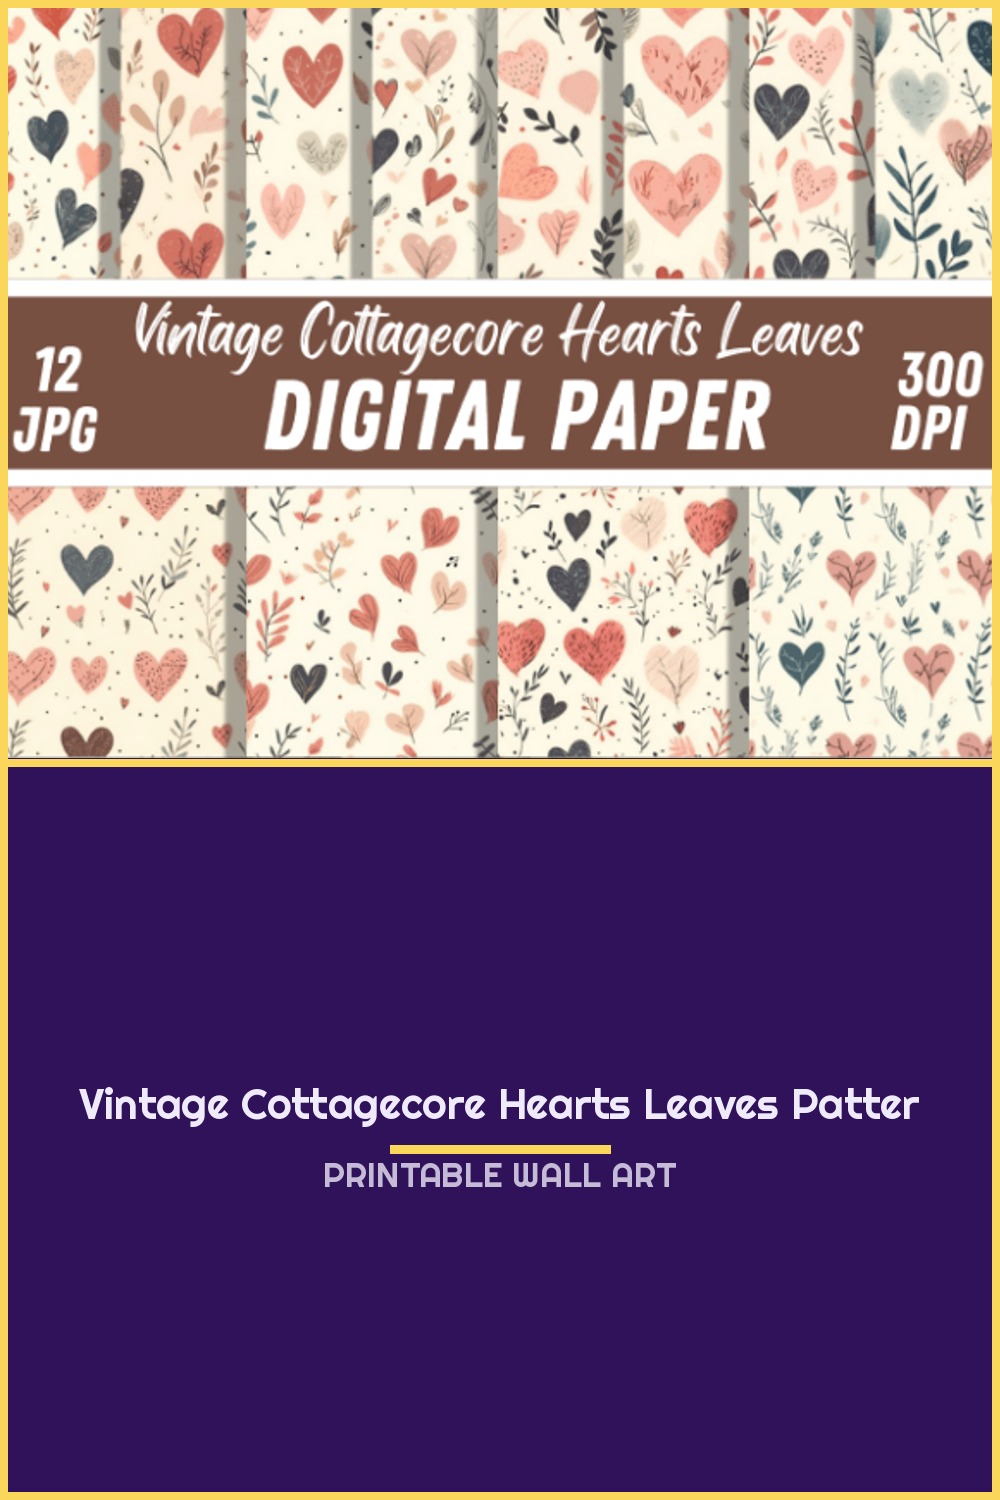 Vintage Cottagecore Hearts Leaves
12
JPG
DIGITAL PAPER
300
DPI
Vintage Cottagecore Hearts Leaves Patter
PRINTABLE WALL ART